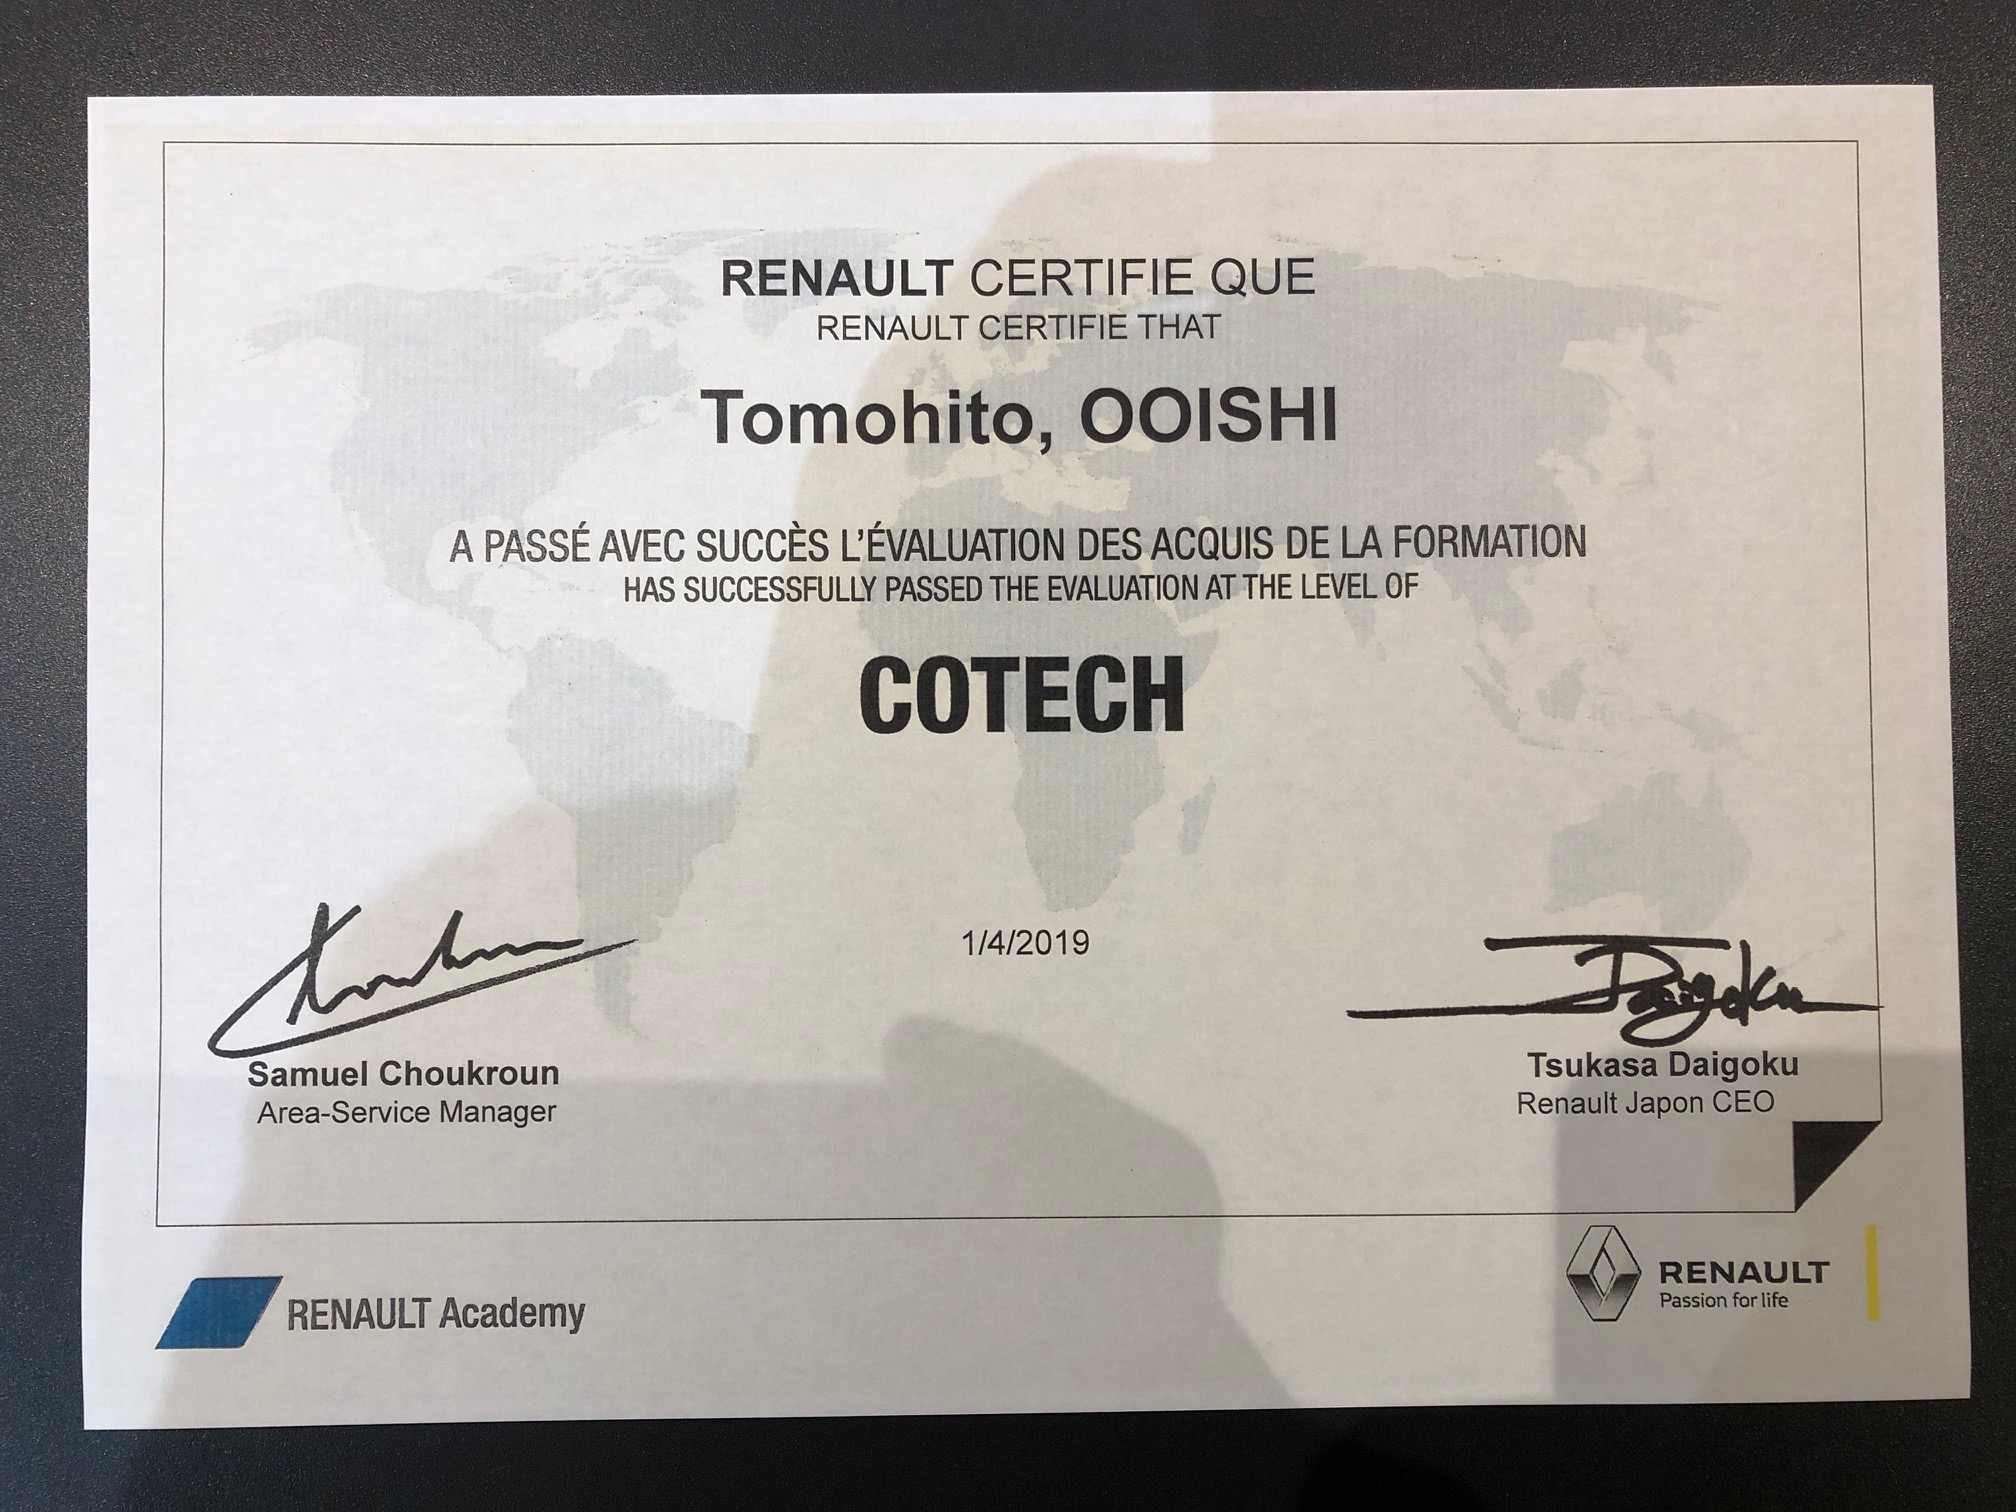 RENAULT CERTIFIE QUE
RENAULT CERTIFIE THAT
Tomohito, OOISHI
A PASSÉ AVEC SUCCÈS L'ÉVALUATION DES ACQUIS DE LA FORMATION
HAS SUCCESSFULLY PASSED THE EVALUATION AT THE LEVEL OF
COTECH
1/4/2019
Samuel Choukroun
Area-Service Manager
Daigoku
Tsukasa Daigoku
Renault Japon CEO
RENAULT Academy
RENAULT
Passion for life